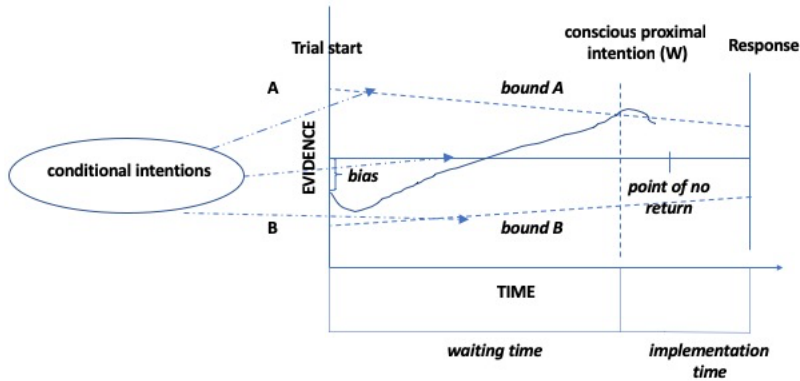 Trial start
conscious proximal
intention (W)
Response
A
bound A
conditional intentions
EVIDENCE
bias
point of no
return
B
bound B
TIME
waiting time
implementation
time